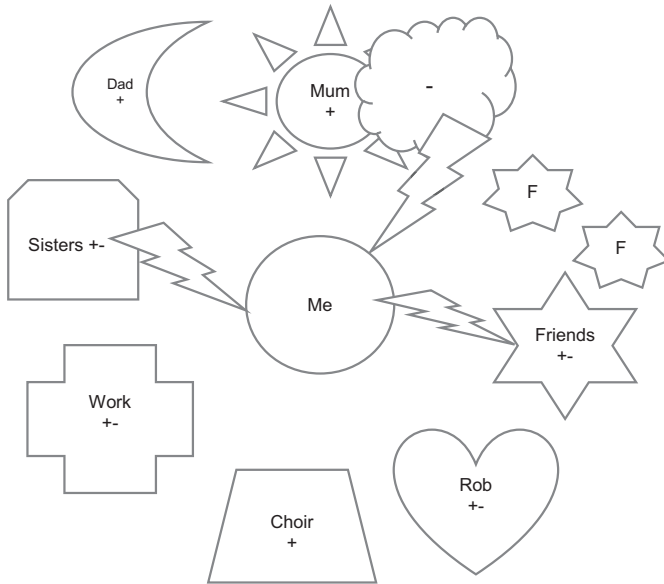 Dad
+
Mum
+
-
F
F
Sisters +-
Me
Friends
+-
Work
+-
Rob
+-
Choir
+